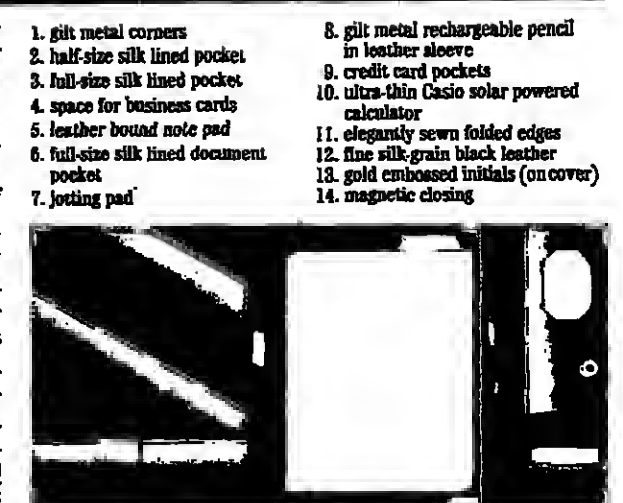 1. gilt metal corners
2. half-size silk lined pocket
3. full-size silk lined pocket
4. space for business cards
5. leather bound note pad
6. full-size silk lined document
pocket
7. jotting pad
8. gilt metal rechargeable pencil
in leather sleeve
9. credit card pockets
10. ultra-thin Casio solar powered
calculator
11. elegantly sewn folded edges
12. fine silk-grain black leather
13. gold embossed initials (on cover)
14. magnetic closing